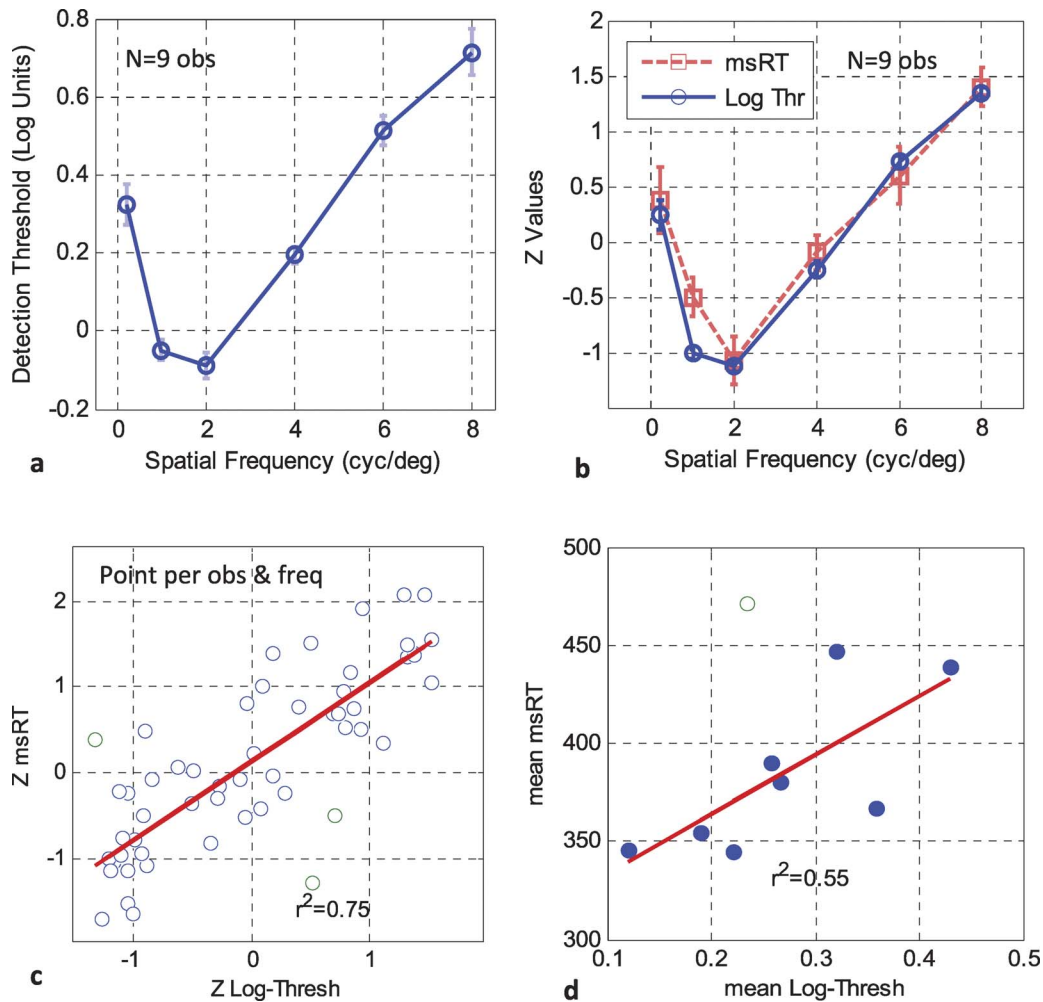 0.8
0.6
0.4
0.2
0
-0.2
Detection Threshold (Log Units)
N=9 obs
0 2 4 6 8
a Spatial Frequency (cyc/deg)
2
1.5
1
0.5
0
-0.5
-1
Z Values
msRT
Log Thr
N=9 obs
0 2 4 6 8
b Spatial Frequency (cyc/deg)
Point per obs & freq
2
1
0
-1
Z msRT
r²=0.75
-1 0 1
c Z Log-Thresh
500
450
400
350
300
mean msRT
r²=0.55
0.1 0.2 0.3 0.4 0.5
mean Log-Thresh d